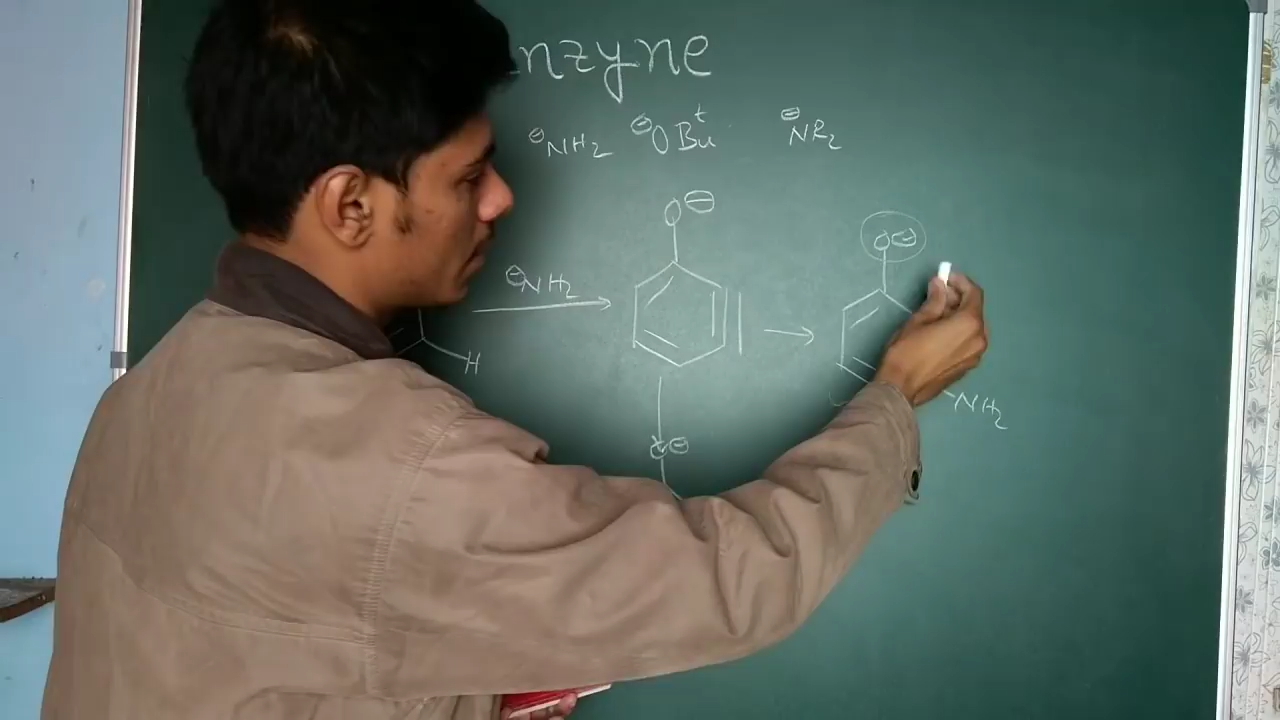 nzyne
⊖NH2 ⊖OBu^t ⊖NR2
O⊖
O⊖
⊖NH2
H
NH2
⊖